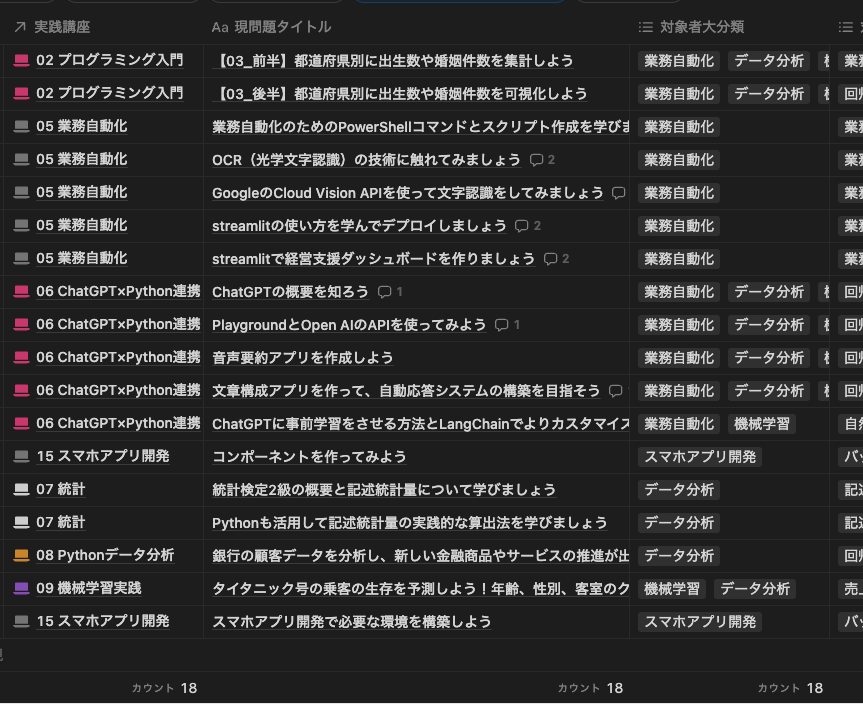 実践講座 Aa 現問題タイトル 対象者大分類
02 プログラミング入門 【03_前半】都道府県別に出生数や婚姻件数を集計しよう 業務自動化 データ分析
02 プログラミング入門 【03_後半】都道府県別に出生数や婚姻件数を可視化しよう 業務自動化 データ分析
05 業務自動化 業務自動化のためのPowerShellコマンドとスクリプト作成を学びま 業務自動化
05 業務自動化 OCR（光学文字認識）の技術に触れてみましょう 2 業務自動化
05 業務自動化 GoogleのCloud Vision APIを使って文字認識をしてみましょう 業務自動化
05 業務自動化 streamlitの使い方を学んでデプロイしましょう 2 業務自動化
05 業務自動化 streamlitで経営支援ダッシュボードを作りましょう 2 業務自動化
06 ChatGPT×Python連携 ChatGPTの概要を知ろう 1 業務自動化 データ分析
06 ChatGPT×Python連携 PlaygroundとOpen AIのAPIを使ってみよう 1 業務自動化 データ分析
06 ChatGPT×Python連携 音声要約アプリを作成しよう 業務自動化 データ分析
06 ChatGPT×Python連携 文章構成アプリを作って、自動応答システムの構築を目指そう 業務自動化 データ分析
06 ChatGPT×Python連携 ChatGPTに事前学習をさせる方法とLangChainでよりカスタマイズ 業務自動化 機械学習
15 スマホアプリ開発 コンポーネントを作ってみよう スマホアプリ開発
07 統計 統計検定2級の概要と記述統計量について学びましょう データ分析
07 統計 Pythonも活用して記述統計量の実践的な算出法を学びましょう データ分析
08 Pythonデータ分析 銀行の顧客データを分析し、新しい金融商品やサービスの推進が出 データ分析
09 機械学習実践 タイタニック号の乗客の生存を予測しよう！年齢、性別、客室のク 機械学習 データ分析
15 スマホアプリ開発 スマホアプリ開発で必要な環境を構築しよう スマホアプリ開発
カウント 18 カウント 18 カウント 18